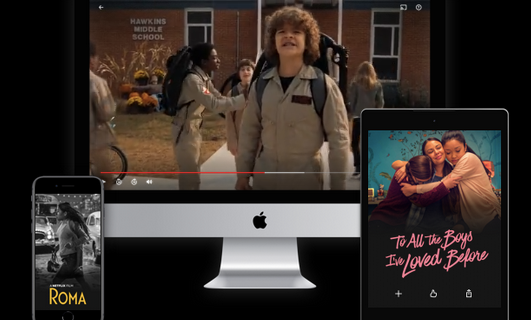 HAWKINS
MIDDLE
SCHOOL
A NETFLIX FILM
ROMA
To All the Boys
I've Loved Before